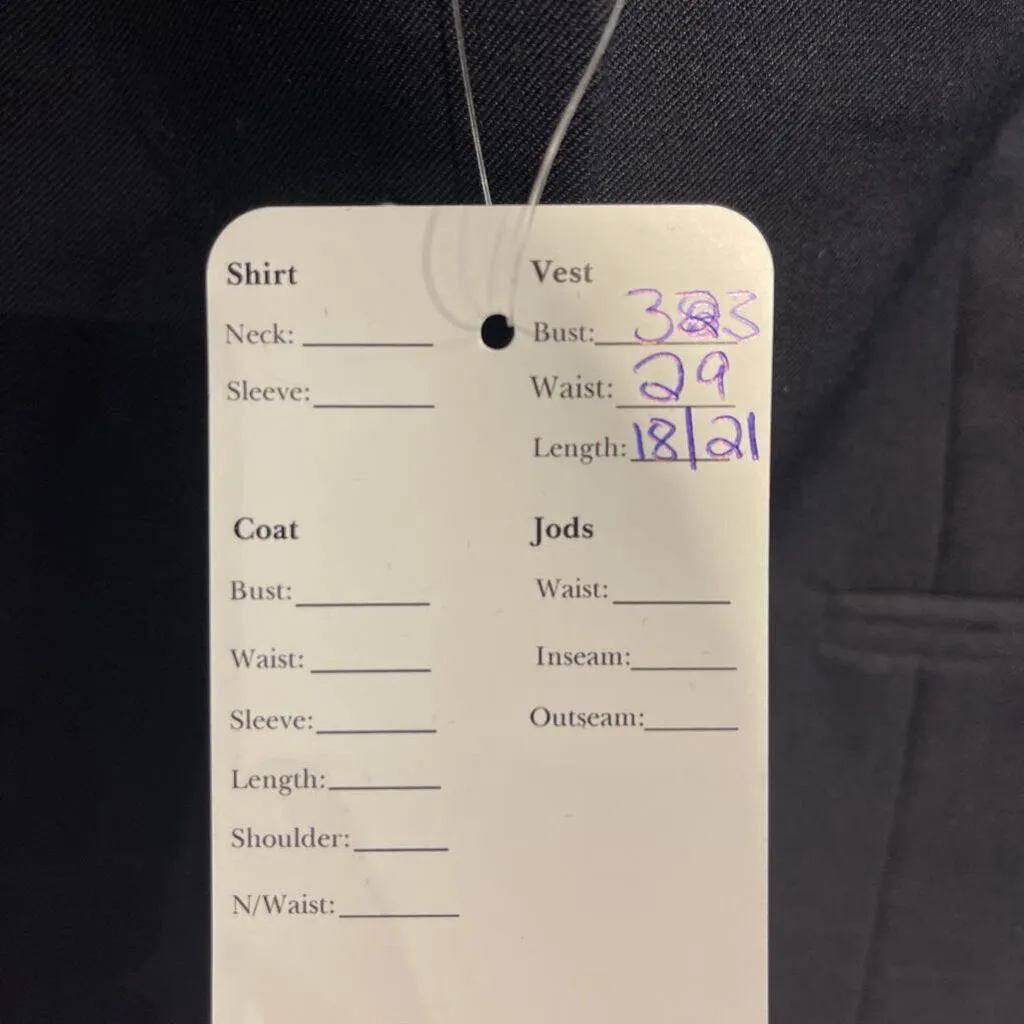 Shirt
Neck:
Sleeve:
Vest
Bust:
Waist: 29
Length: 18/21
Coat
Bust:
Waist:
Sleeve:
Length:
Shoulder:
N/Waist:
Jods
Waist:
Inseam:
Outseam: